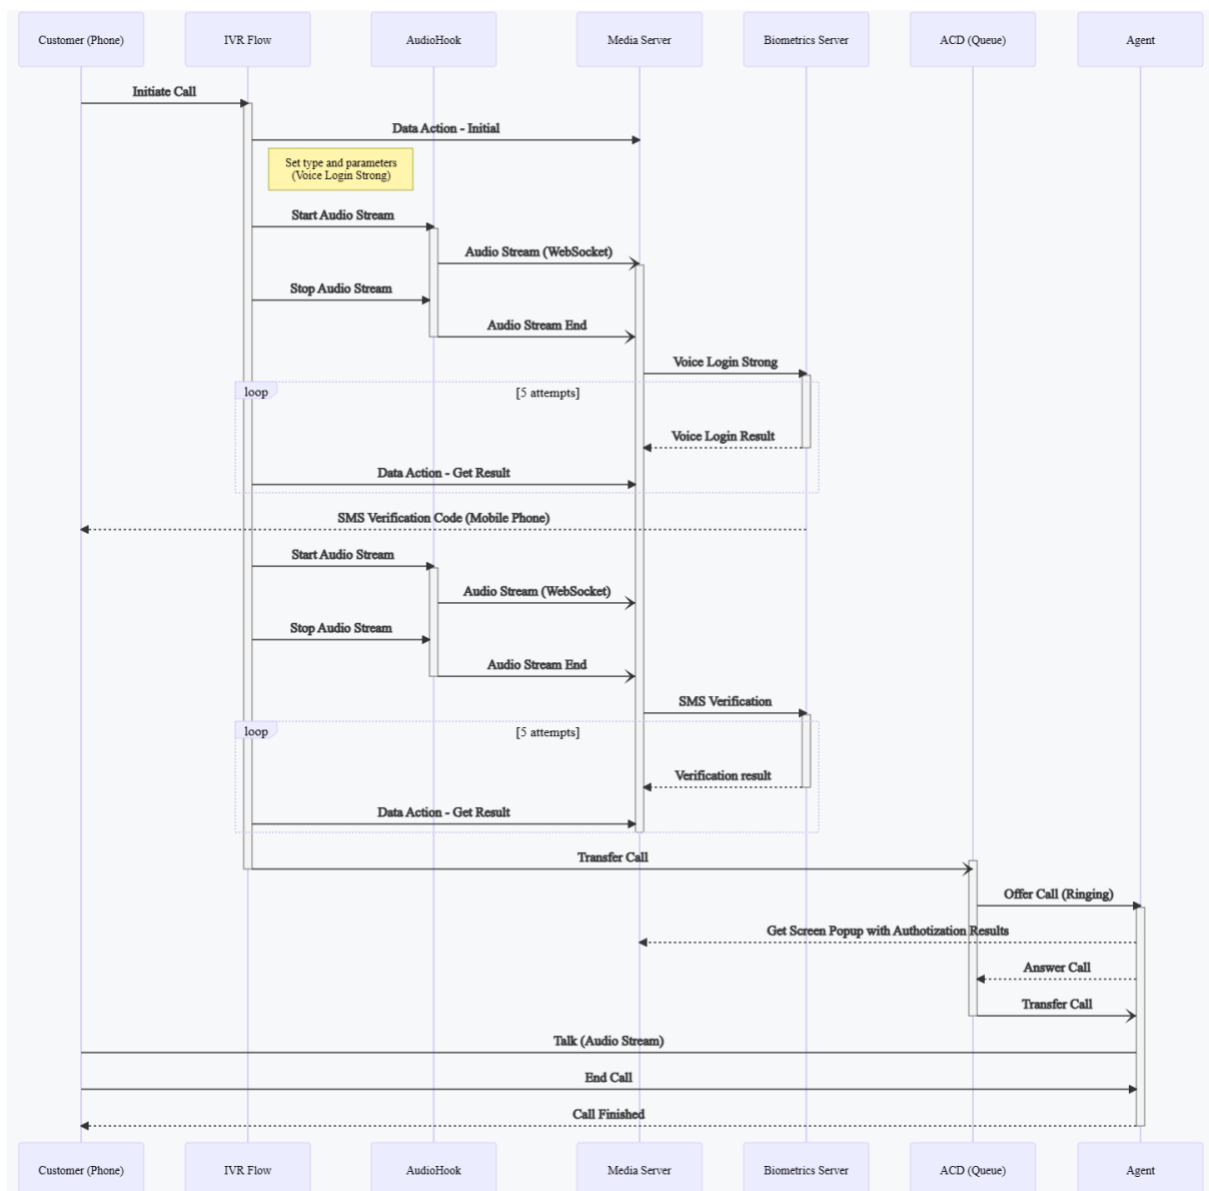 Customer (Phone)
IVR Flow
AudioHook
Media Server
Biometrics Server
ACD (Queue)
Agent
Initiate Call
Data Action - Initial
Set type and parameters
(Voice Login Strong)
Start Audio Stream
Audio Stream (WebSocket)
Stop Audio Stream
Audio Stream End
Voice Login Strong
loop
[5 attempts]
Voice Login Result
Data Action - Get Result
SMS Verification Code (Mobile Phone)
Start Audio Stream
Audio Stream (WebSocket)
Stop Audio Stream
Audio Stream End
SMS Verification
loop
[5 attempts]
Verification result
Data Action - Get Result
Transfer Call
Offer Call (Ringing)
Get Screen Popup with Authotization Results
Answer Call
Transfer Call
Talk (Audio Stream)
End Call
Call Finished
Customer (Phone)
IVR Flow
AudioHook
Media Server
Biometrics Server
ACD (Queue)
Agent